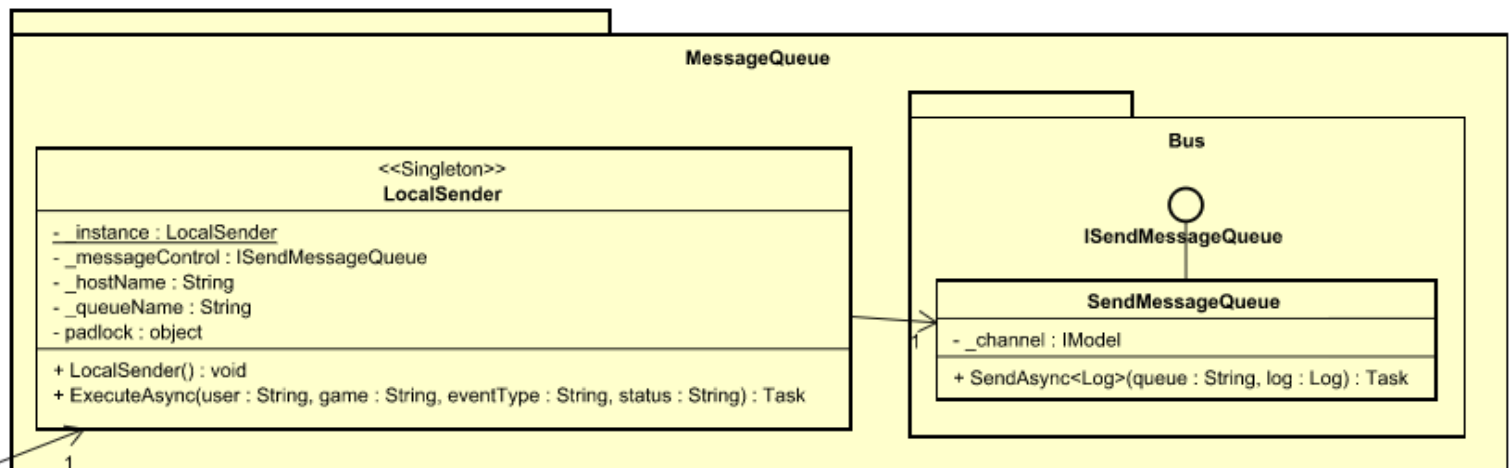 MessageQueue
<<Singleton>>
LocalSender
- _instance : LocalSender
- _messageControl : ISendMessageQueue
- _hostName : String
- _queueName : String
- padlock : object
+ LocalSender() : void
+ ExecuteAsync(user : String, game : String, eventType : String, status : String) : Task
1
Bus
ISendMessageQueue
SendMessageQueue
- _channel : IModel
+ SendAsync<Log>(queue : String, log : Log) : Task
1